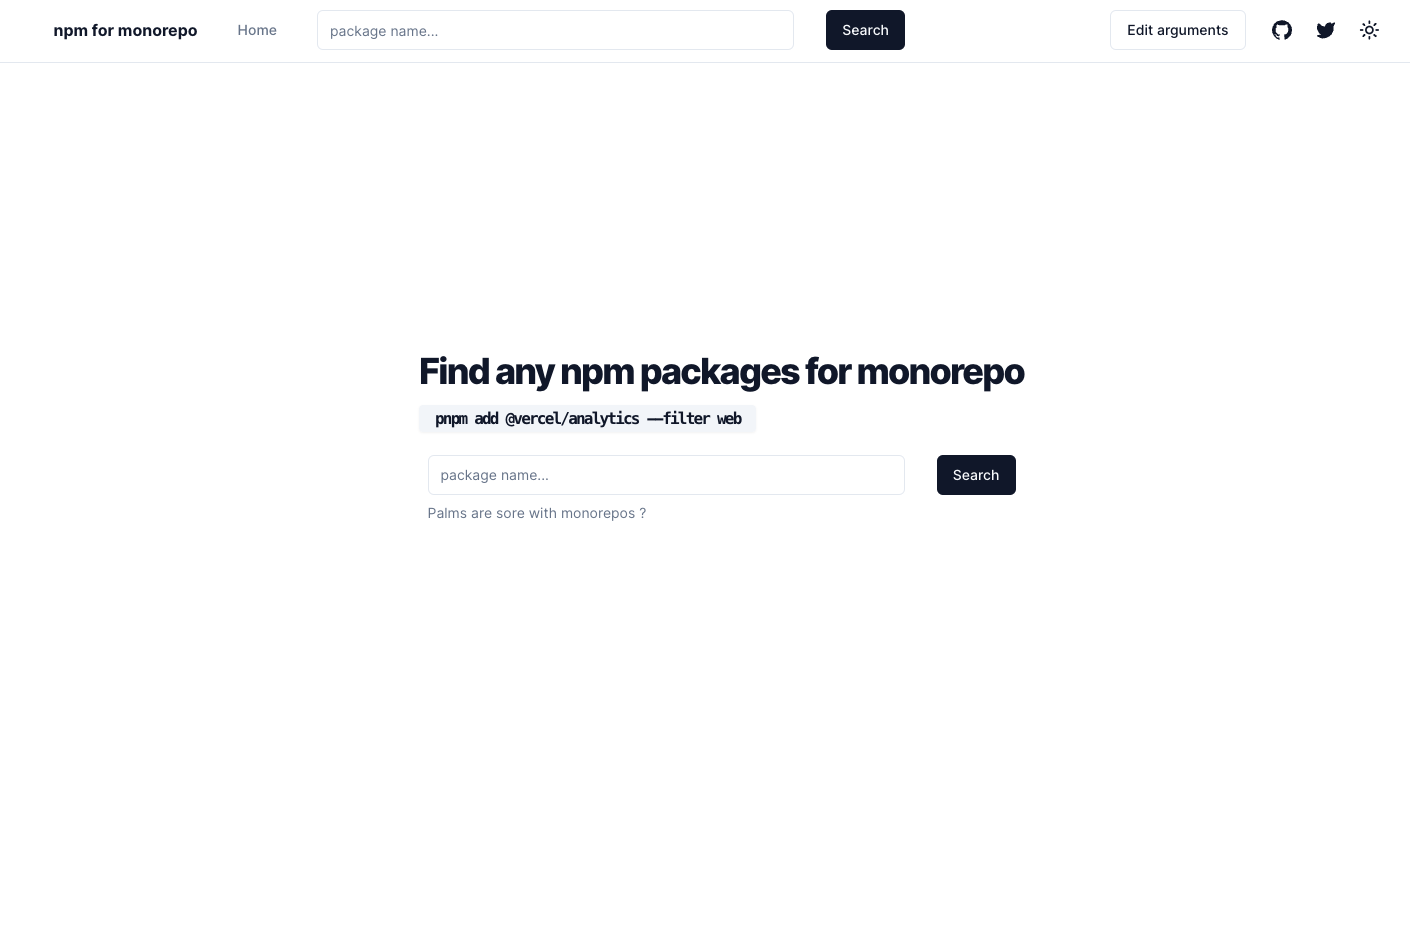 npm for monorepo
Home
package name...
Search
Edit arguments
Find any npm packages for monorepo
pnpm add @vercel/analytics --filter web
package name...
Search
Palms are sore with monorepos ?